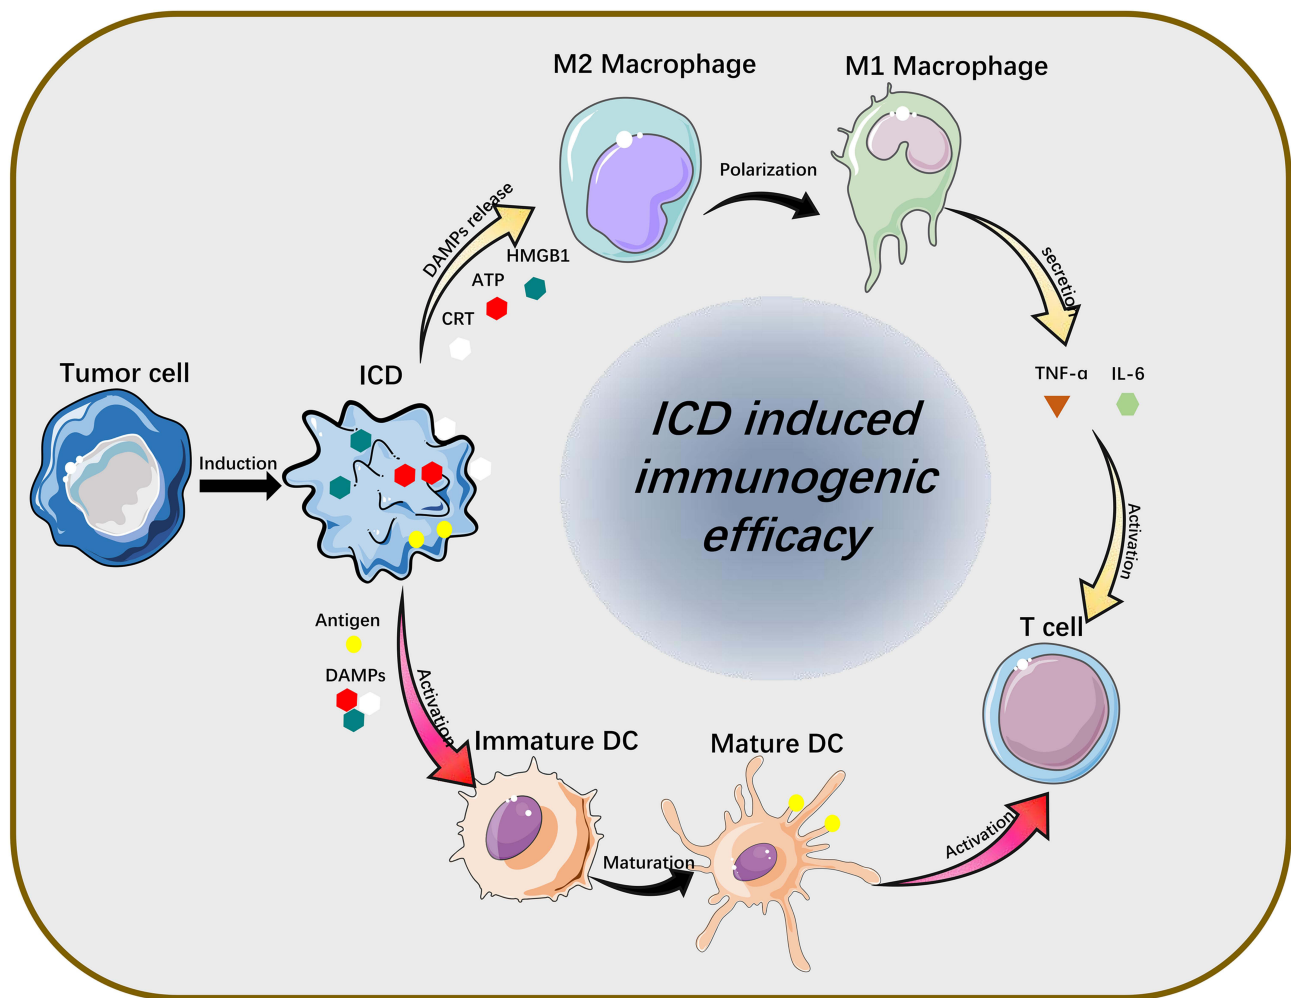 M2 Macrophage
M1 Macrophage
Polarization
DAMPs release
HMGB1
ATP
CRT
secretion
Tumor cell
ICD
TNF-α
IL-6
Induction
ICD induced
immunogenic
efficacy
Activation
Antigen
DAMPs
Activation
T cell
Immature DC
Mature DC
Maturation
Activation